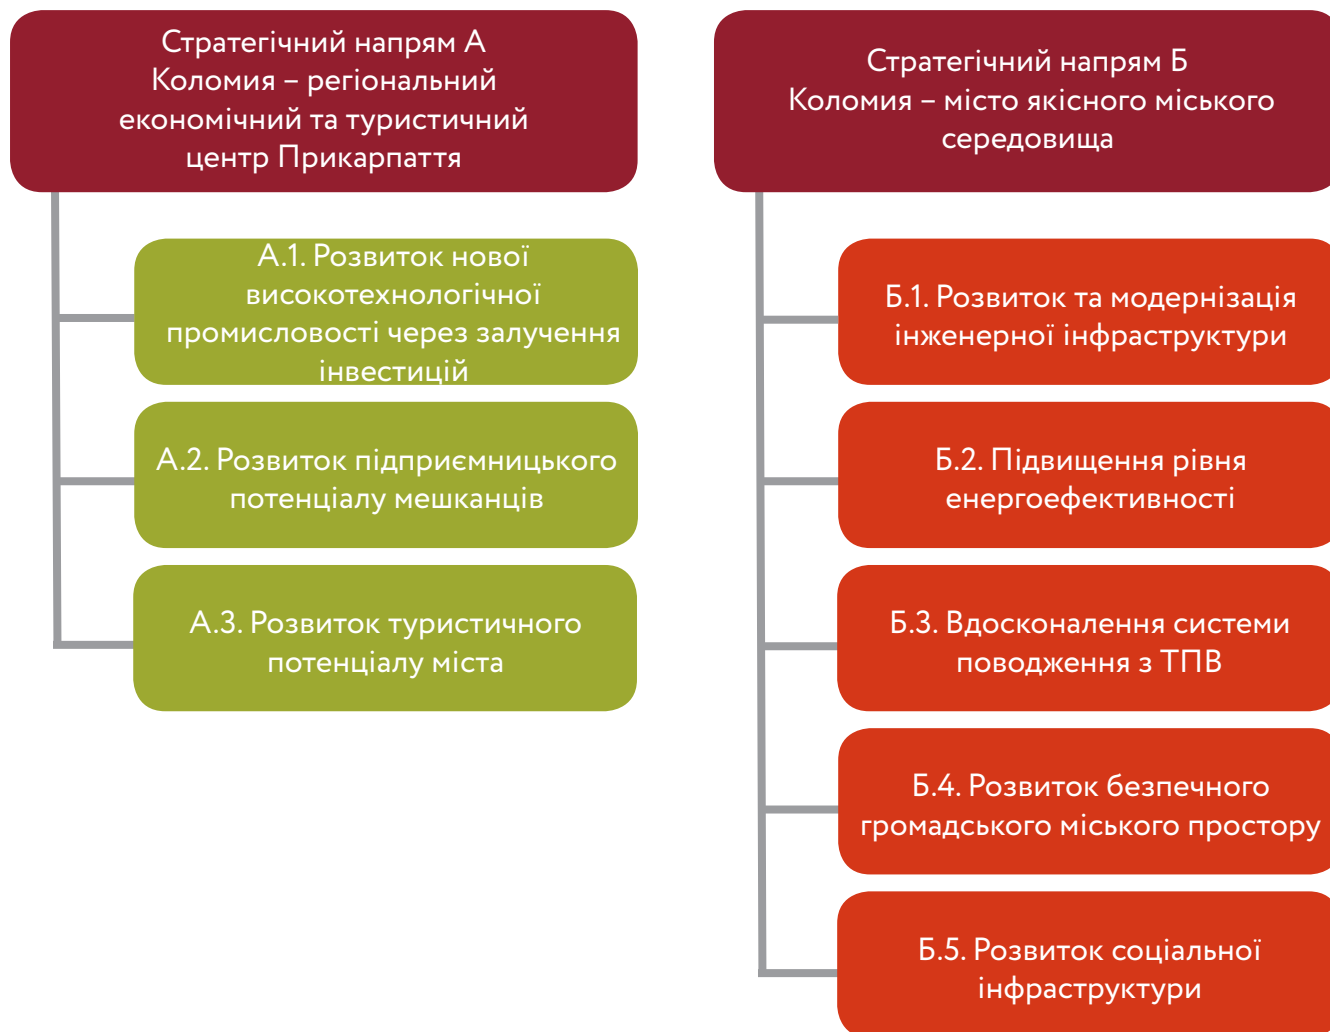 Стратегічний напрям А
Коломия – регіональний
економічний та туристичний
центр Прикарпаття
А.1. Розвиток нової
високотехнологічної
промисловості через залучення
інвестицій
А.2. Розвиток підприємницького
потенціалу мешканців
А.3. Розвиток туристичного
потенціалу міста
Стратегічний напрям Б
Коломия – місто якісного міського
середовища
Б.1. Розвиток та модернізація
інженерної інфраструктури
Б.2. Підвищення рівня
енергоефективності
Б.3. Вдосконалення системи
поводження з ТПВ
Б.4. Розвиток безпечного
громадського міського простору
Б.5. Розвиток соціальної
інфраструктури